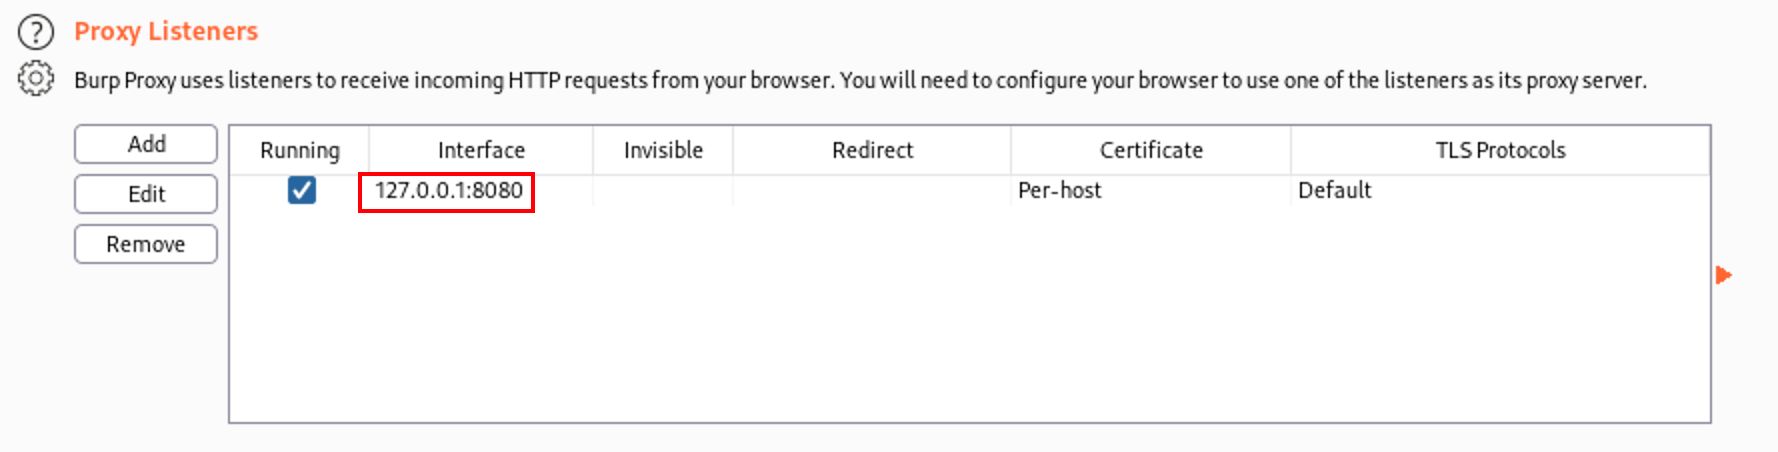 Proxy Listeners
Burp Proxy uses listeners to receive incoming HTTP requests from your browser. You will need to configure your browser to use one of the listeners as its proxy server.
Add
Edit
Remove
Running Interface Invisible Redirect Certificate TLS Protocols
127.0.0.1:8080 Per-host Default